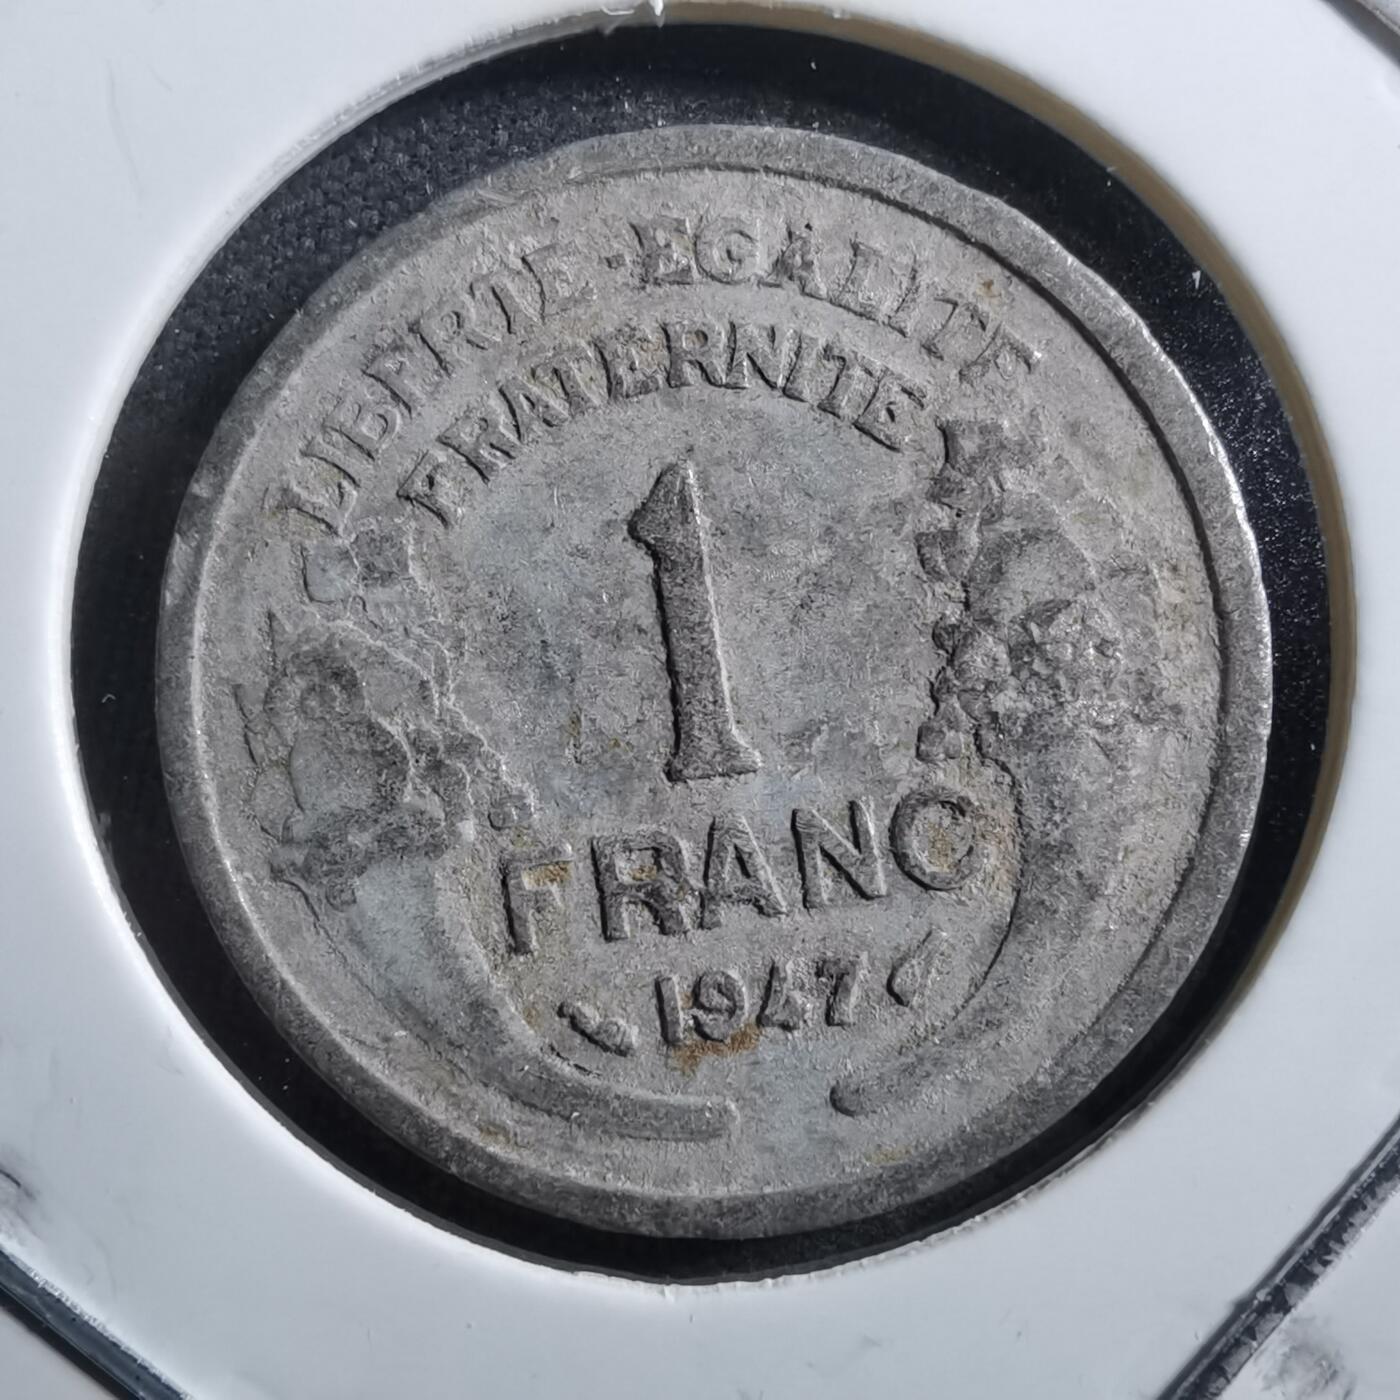 LIBERTE·EGALITE
FRATERNITE
1
FRANC
1947